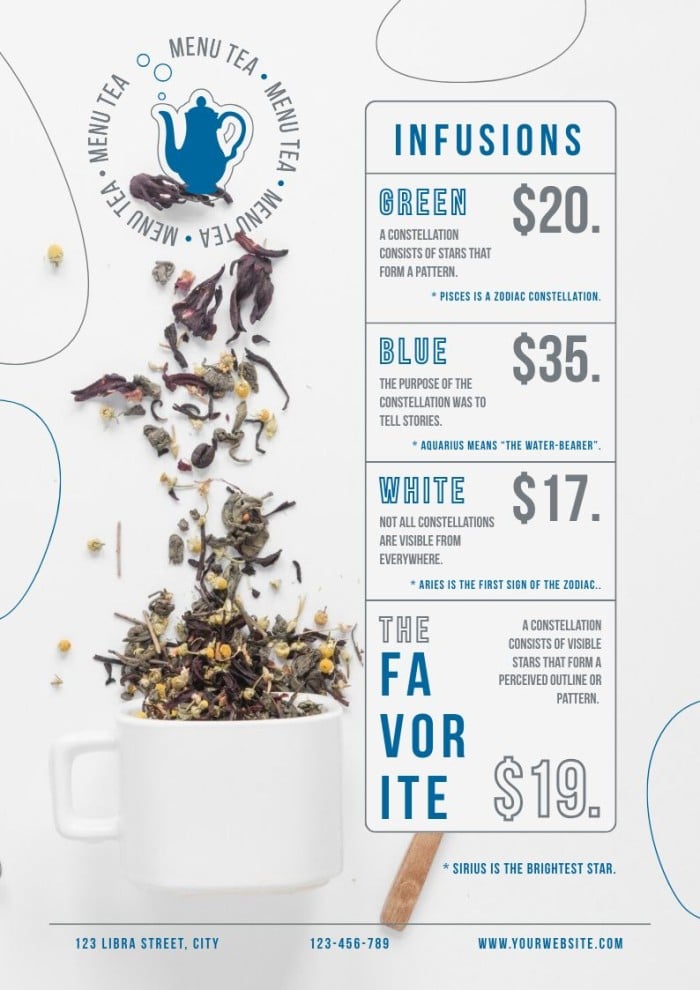 MENU TEA • MENU TEA • MENU TEA • MENU TEA • MENU TEA
INFUSIONS
GREEN
$20.
A CONSTELLATION
CONSISTS OF STARS THAT
FORM A PATTERN.
* PISCES IS A ZODIAC CONSTELLATION.
BLUE
$35.
THE PURPOSE OF THE
CONSTELLATION WAS TO
TELL STORIES.
* AQUARIUS MEANS "THE WATER-BEARER".
WHITE
$17.
NOT ALL CONSTELLATIONS
ARE VISIBLE FROM
EVERYWHERE.
* ARIES IS THE FIRST SIGN OF THE ZODIAC..
THE
FA
VOR
ITE
A CONSTELLATION
CONSISTS OF VISIBLE
STARS THAT FORM A
PERCEIVED OUTLINE OR
PATTERN.
$19.
* SIRIUS IS THE BRIGHTEST STAR.
123 LIBRA STREET, CITY
123-456-789
WWW.YOURWEBSITE.COM